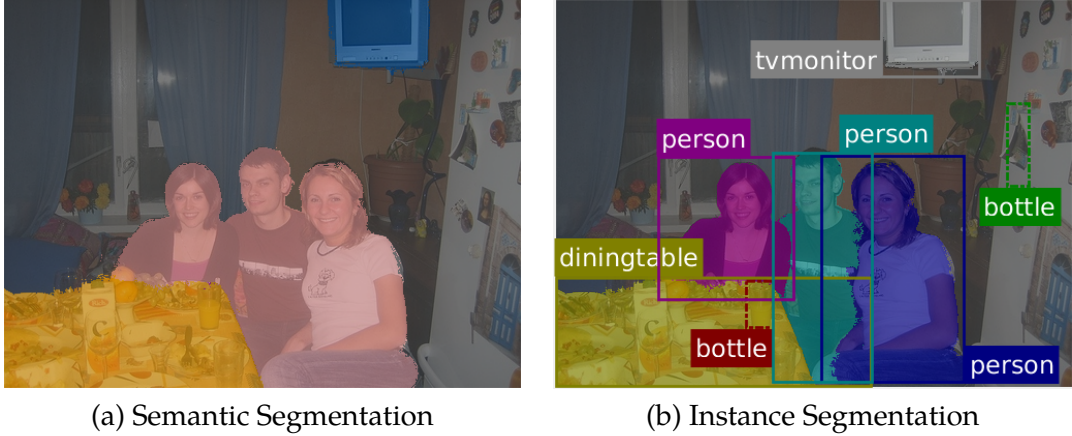 tvmonitor
person
person
bottle
diningtable
bottle
person
(a) Semantic Segmentation
(b) Instance Segmentation